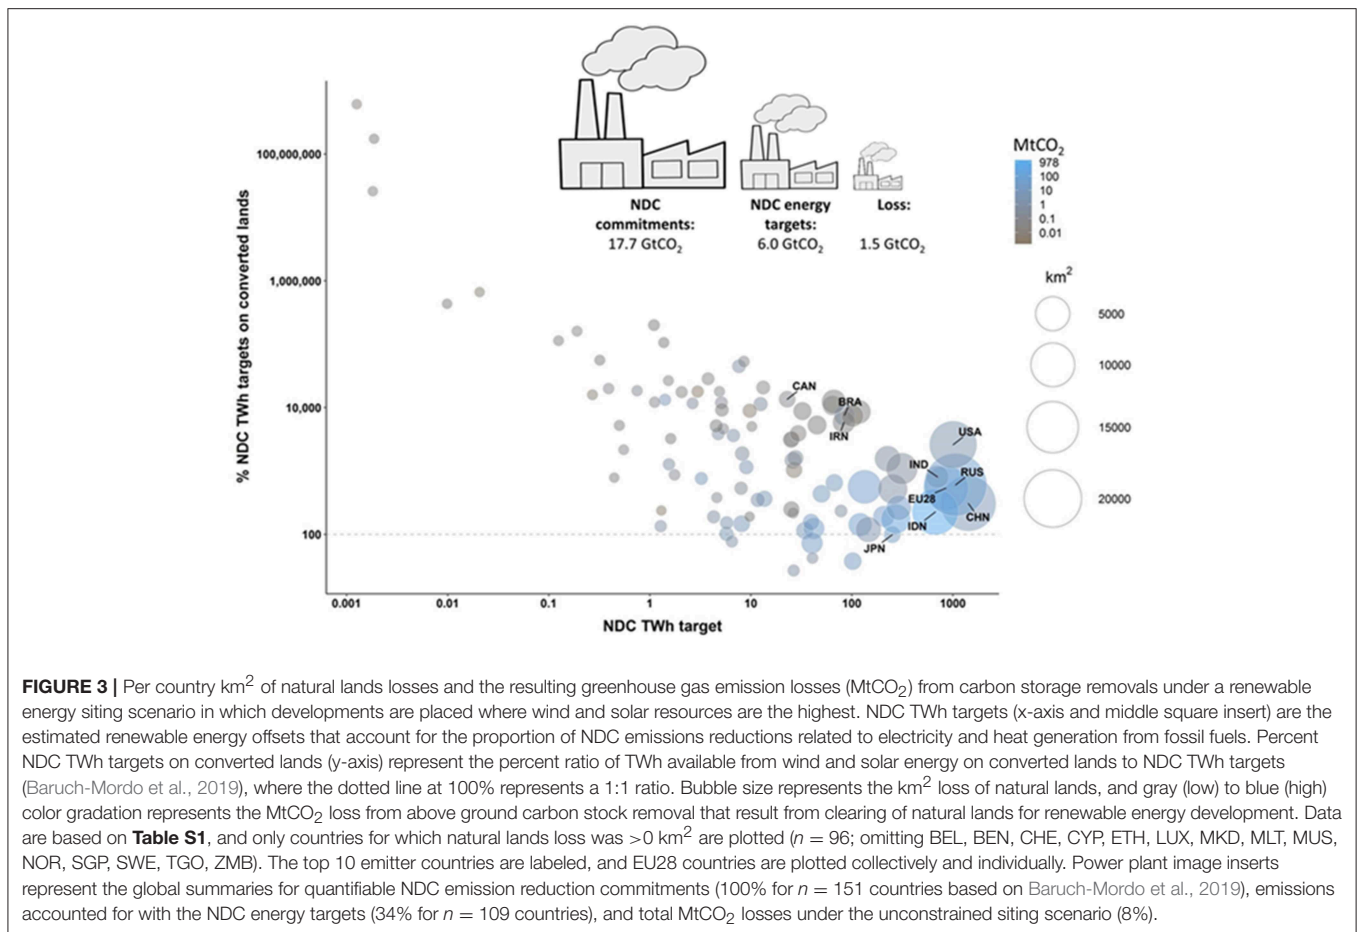 NDC
commitments:
17.7 GtCO₂
NDC energy
targets:
6.0 GtCO₂
Loss:
1.5 GtCO₂
MtCO₂
978
100
10
1
0.1
0.01
km²
5000
10000
15000
20000
% NDC TWh targets on converted lands
100,000,000
1,000,000
10,000
100
CAN
BRA
IRN
USA
IND
RUS
EU28
CHN
IDN
JPN
0.001
0.01
0.1
1
10
100
1000
NDC TWh target
FIGURE 3 | Per country km² of natural lands losses and the resulting greenhouse gas emission losses (MtCO₂) from carbon storage removals under a renewable
energy siting scenario in which developments are placed where wind and solar resources are the highest. NDC TWh targets (x-axis and middle square insert) are the
estimated renewable energy offsets that account for the proportion of NDC emissions reductions related to electricity and heat generation from fossil fuels. Percent
NDC TWh targets on converted lands (y-axis) represent the percent ratio of TWh available from wind and solar energy on converted lands to NDC TWh targets
(Baruch-Mordo et al., 2019), where the dotted line at 100% represents a 1:1 ratio. Bubble size represents the km² loss of natural lands, and gray (low) to blue (high)
color gradation represents the MtCO₂ loss from above ground carbon stock removal that result from clearing of natural lands for renewable energy development. Data
are based on Table S1, and only countries for which natural lands loss was >0 km² are plotted (n = 96; omitting BEL, BEN, CHE, CYP, ETH, LUX, MKD, MLT, MUS,
NOR, SGP, SWE, TGO, ZMB). The top 10 emitter countries are labeled, and EU28 countries are plotted collectively and individually. Power plant image inserts
represent the global summaries for quantifiable NDC emission reduction commitments (100% for n = 151 countries based on Baruch-Mordo et al., 2019), emissions
accounted for with the NDC energy targets (34% for n = 109 countries), and total MtCO₂ losses under the unconstrained siting scenario (8%).